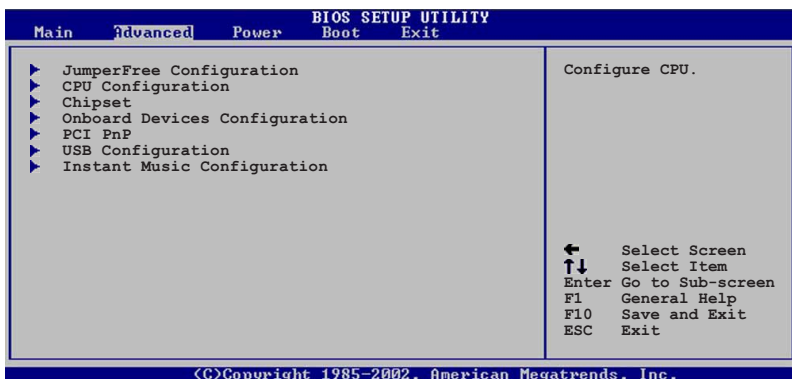 BIOS SETUP UTILITY
Main Advanced Power Boot Exit
JumperFree Configuration
CPU Configuration
Chipset
Onboard Devices Configuration
PCI PnP
USB Configuration
Instant Music Configuration
Configure CPU.
← Select Screen
↑↓ Select Item
Enter Go to Sub-screen
F1 General Help
F10 Save and Exit
ESC Exit
(C)Copyright 1985-2002, American Megatrends, Inc.